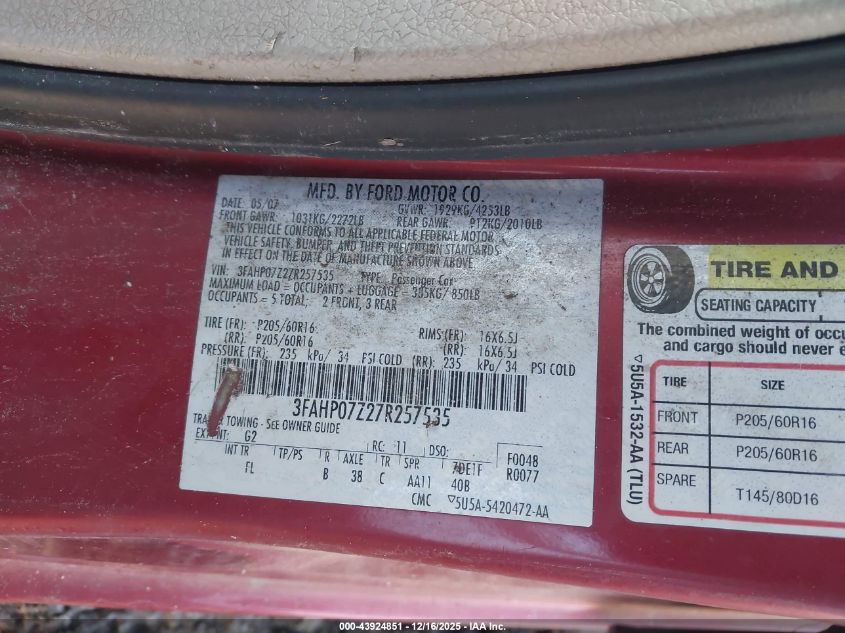 MFD. BY FORD MOTOR CO.
DATE: 05/07 GVWR: 1929KG/4253LB
FRONT GAWR: 1031KG/2272LB REAR GAWR: 912KG/2010LB
THIS VEHICLE CONFORMS TO ALL APPLICABLE FEDERAL MOTOR
VEHICLE SAFETY, BUMPER, AND THEFT PREVENTION STANDARDS
IN EFFECT ON THE DATE OF MANUFACTURE SHOWN ABOVE
VIN: 3FAHP07Z27R257535 TYPE: Passenger Car
MAXIMUM LOAD = OCCUPANTS + LUGGAGE = 385KG/ 850LB
OCCUPANTS = 5 TOTAL: 2 FRONT, 3 REAR
TIRE (FR): P205/60R16 RIMS(FR): 16X6.5J
(RR): P205/60R16 (RR): 16X6.5J
PRESSURE (FR): 235 kPa/ 34 PSI COLD (RR): 235 kPa/ 34 PSI COLD
3FAHP07Z27R257535
TOWING - SEE OWNER GUIDE
EXT PNT: G2 RC: 11 DSO: F0048
INT TR TP/PS R AXLE TR SPR 7DE1F R0077
FL B 38 C AA11 40B
CMC ▽5U5A-5420472-AA
TIRE AND
SEATING CAPACITY
The combined weight of occu
and cargo should never e
▽5U5A-1532-AA (TLU)
TIRE SIZE
FRONT P205/60R16
REAR P205/60R16
SPARE T145/80D16
000-43924851 | 12/16/2025 | IAA Inc.